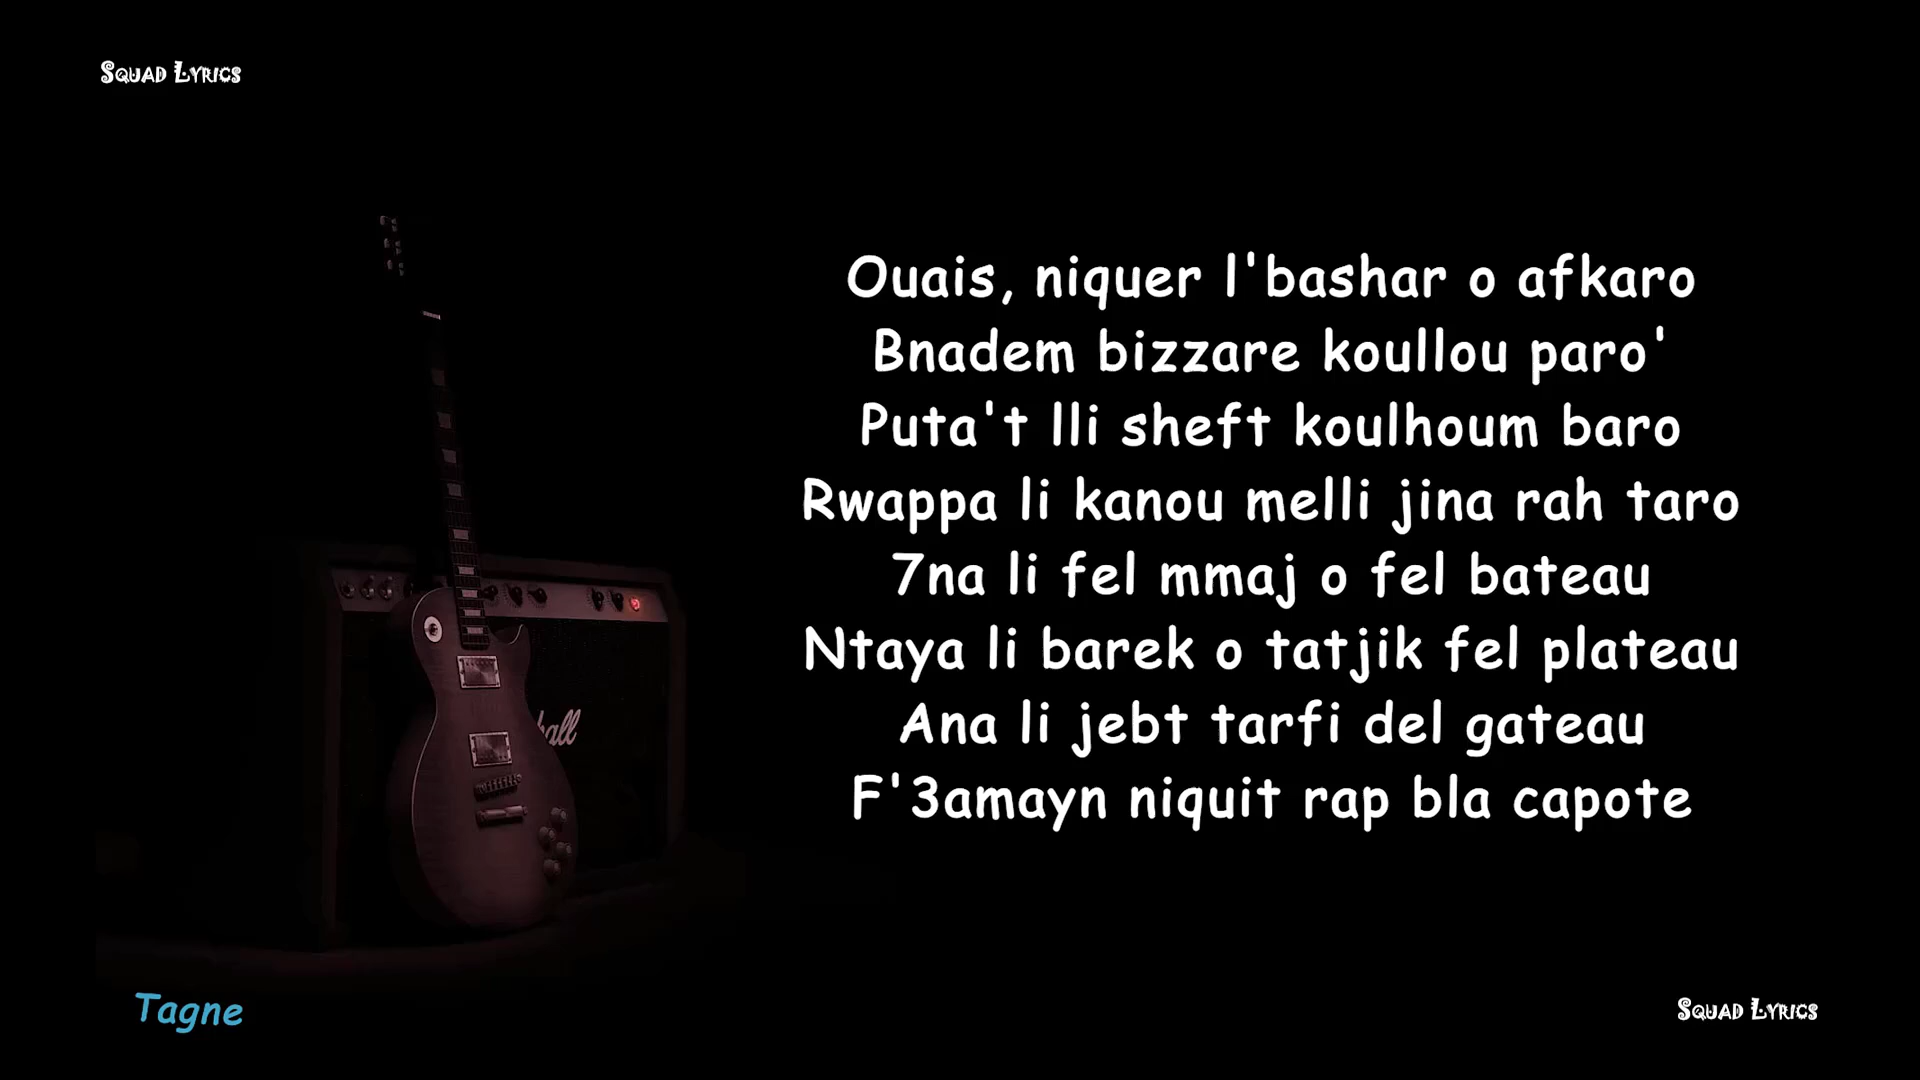 Squad Lyrics
Ouais, niquer l'bashar o afkaro
Bnadem bizzare koullou paro'
Puta't lli sheft koulhoum baro
Rwappa li kanou melli jina rah taro
7na li fel mmaj o fel bateau
Ntaya li barek o tatjik fel plateau
Ana li jebt tarfi del gateau
F'3amayn niquit rap bla capote
Tagne
Squad Lyrics